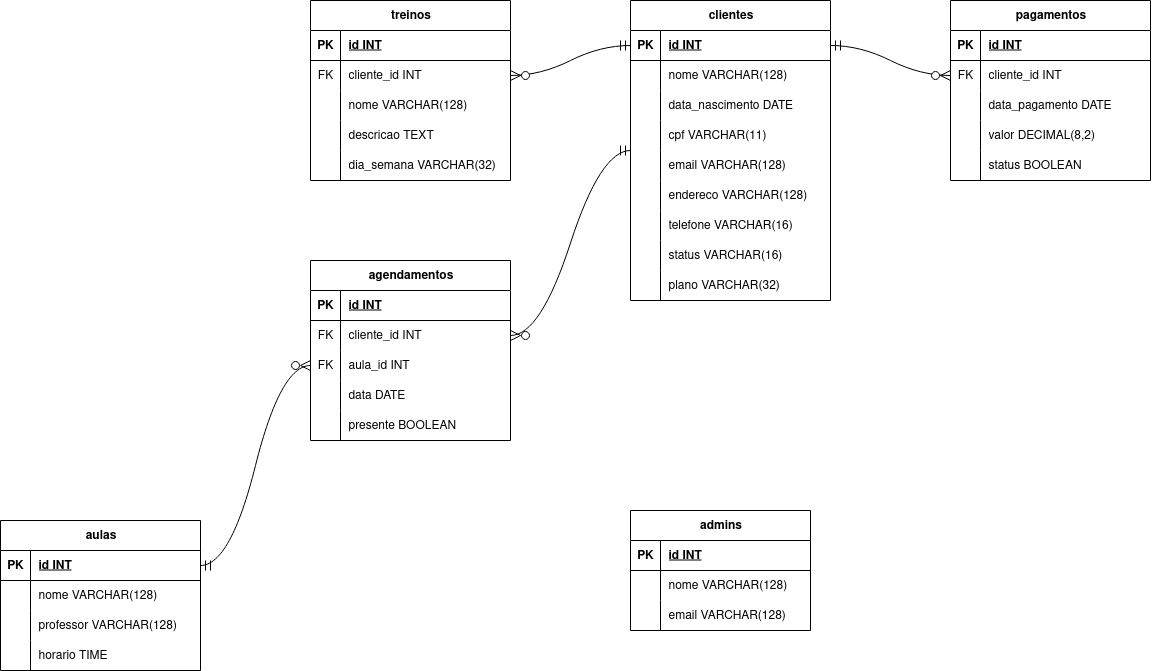 treinos
PK id INT
FK cliente_id INT
nome VARCHAR(128)
descricao TEXT
dia_semana VARCHAR(32)
clientes
PK id INT
nome VARCHAR(128)
data_nascimento DATE
cpf VARCHAR(11)
email VARCHAR(128)
endereco VARCHAR(128)
telefone VARCHAR(16)
status VARCHAR(16)
plano VARCHAR(32)
pagamentos
PK id INT
FK cliente_id INT
data_pagamento DATE
valor DECIMAL(8,2)
status BOOLEAN
agendamentos
PK id INT
FK cliente_id INT
FK aula_id INT
data DATE
presente BOOLEAN
aulas
PK id INT
nome VARCHAR(128)
professor VARCHAR(128)
horario TIME
admins
PK id INT
nome VARCHAR(128)
email VARCHAR(128)